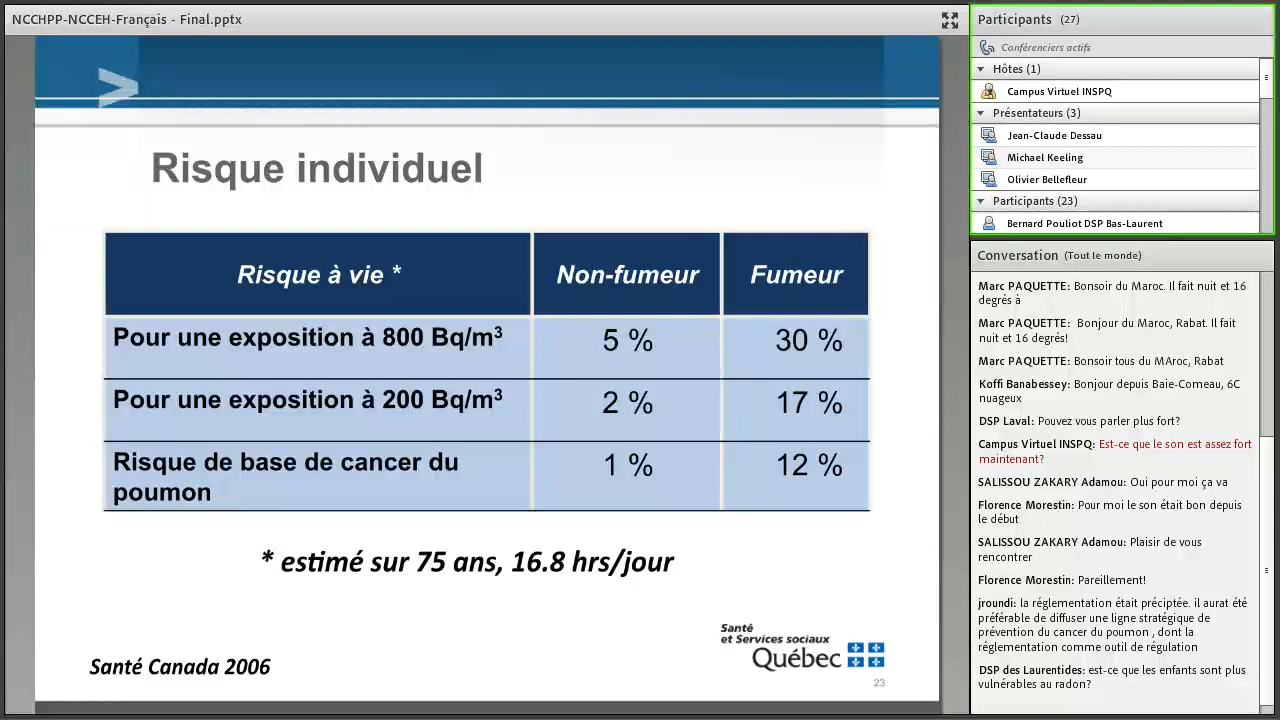 NCCHPP-NCCEH-Français - Final.pptx
Risque individuel
Risque à vie * Non-fumeur Fumeur
Pour une exposition à 800 Bq/m³ 5 % 30 %
Pour une exposition à 200 Bq/m³ 2 % 17 %
Risque de base de cancer du 1 % 12 %
poumon
* estimé sur 75 ans, 16.8 hrs/jour
Santé
et Services sociaux
Québec
Santé Canada 2006
23
Participants (27)
Conférenciers actifs
Hôtes (1)
Campus Virtuel INSPQ
Présentateurs (3)
Jean-Claude Dessau
Michael Keeling
Olivier Bellefleur
Participants (23)
Bernard Pouliot DSP Bas-Laurent
Conversation (Tout le monde)
Marc PAQUETTE: Bonsoir du Maroc. Il fait nuit et 16
degrés à
Marc PAQUETTE: Bonjour du Maroc, Rabat. Il fait
nuit et 16 degrés!
Marc PAQUETTE: Bonsoir tous du MAroc, Rabat
Koffi Banabessey: Bonjour depuis Baie-Comeau, 6C
nuageux
DSP Laval: Pouvez vous parler plus fort?
Campus Virtuel INSPQ: Est-ce que le son est assez fort
maintenant?
SALISSOU ZAKARY Adamou: Oui pour moi ça va
Florence Morestin: Pour moi le son était bon depuis
le début
SALISSOU ZAKARY Adamou: Plaisir de vous
rencontrer
Florence Morestin: Pareillement!
jroundi: la réglementation était préciptée. il aurat été
préférable de diffuser une ligne stratégique de
prévention du cancer du poumon , dont la
réglementation comme outil de régulation
DSP des Laurentides: est-ce que les enfants sont plus
vulnérables au radon?